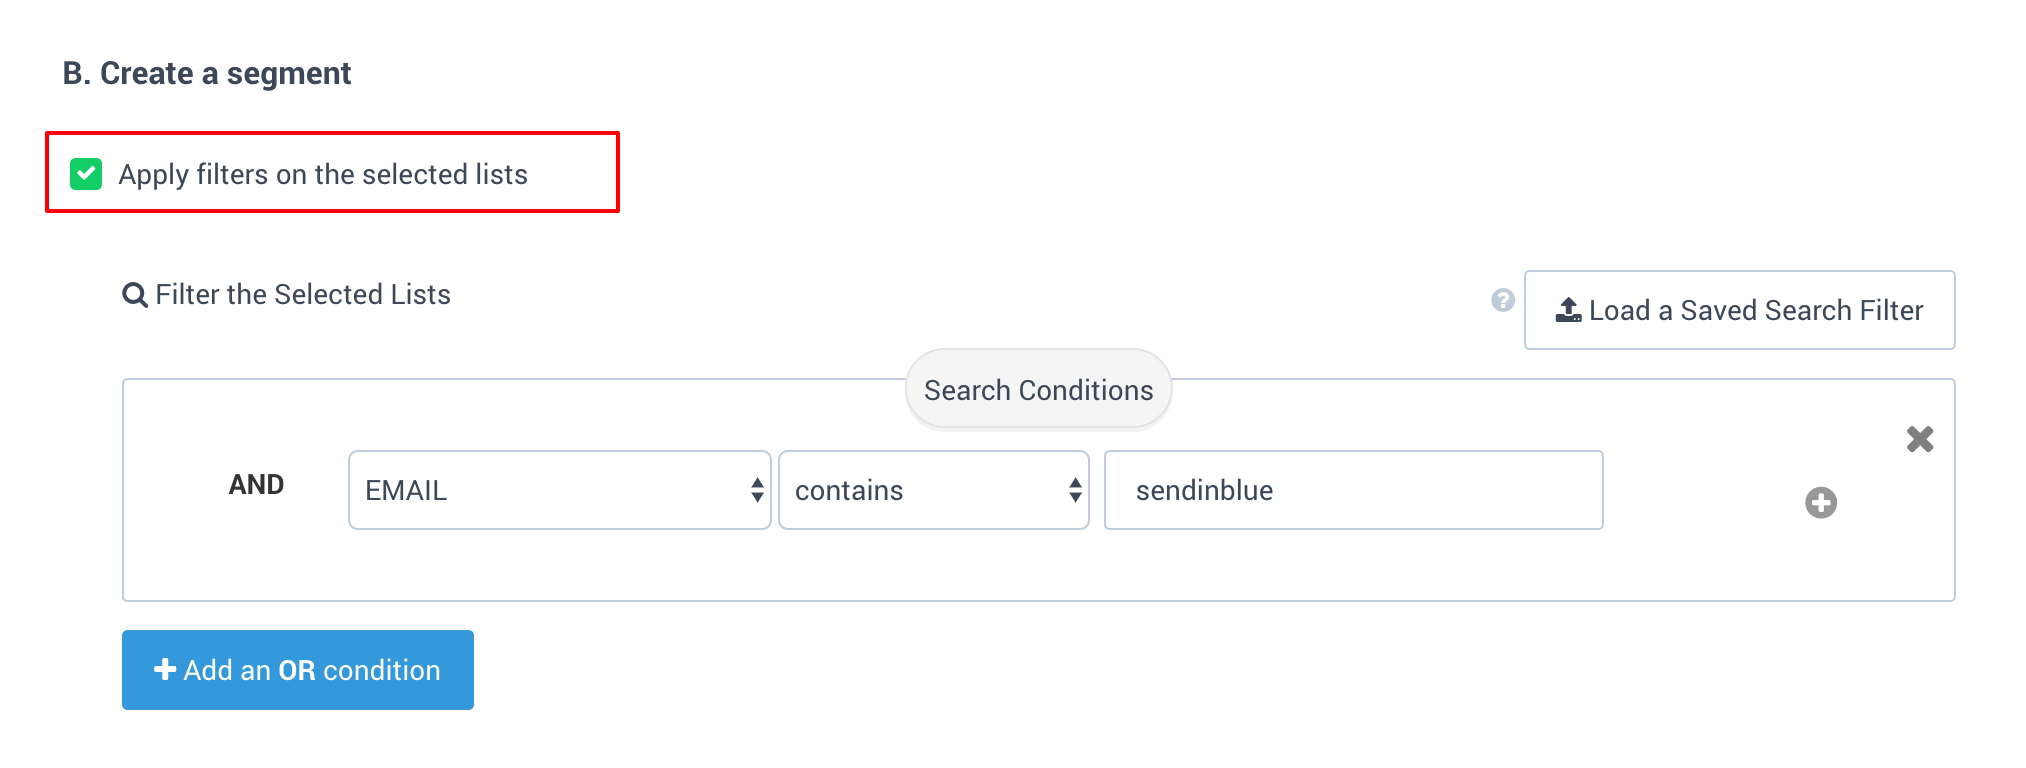 B. Create a segment
Apply filters on the selected lists
Filter the Selected Lists
? Load a Saved Search Filter
Search Conditions
AND EMAIL contains sendinblue
Add an OR condition